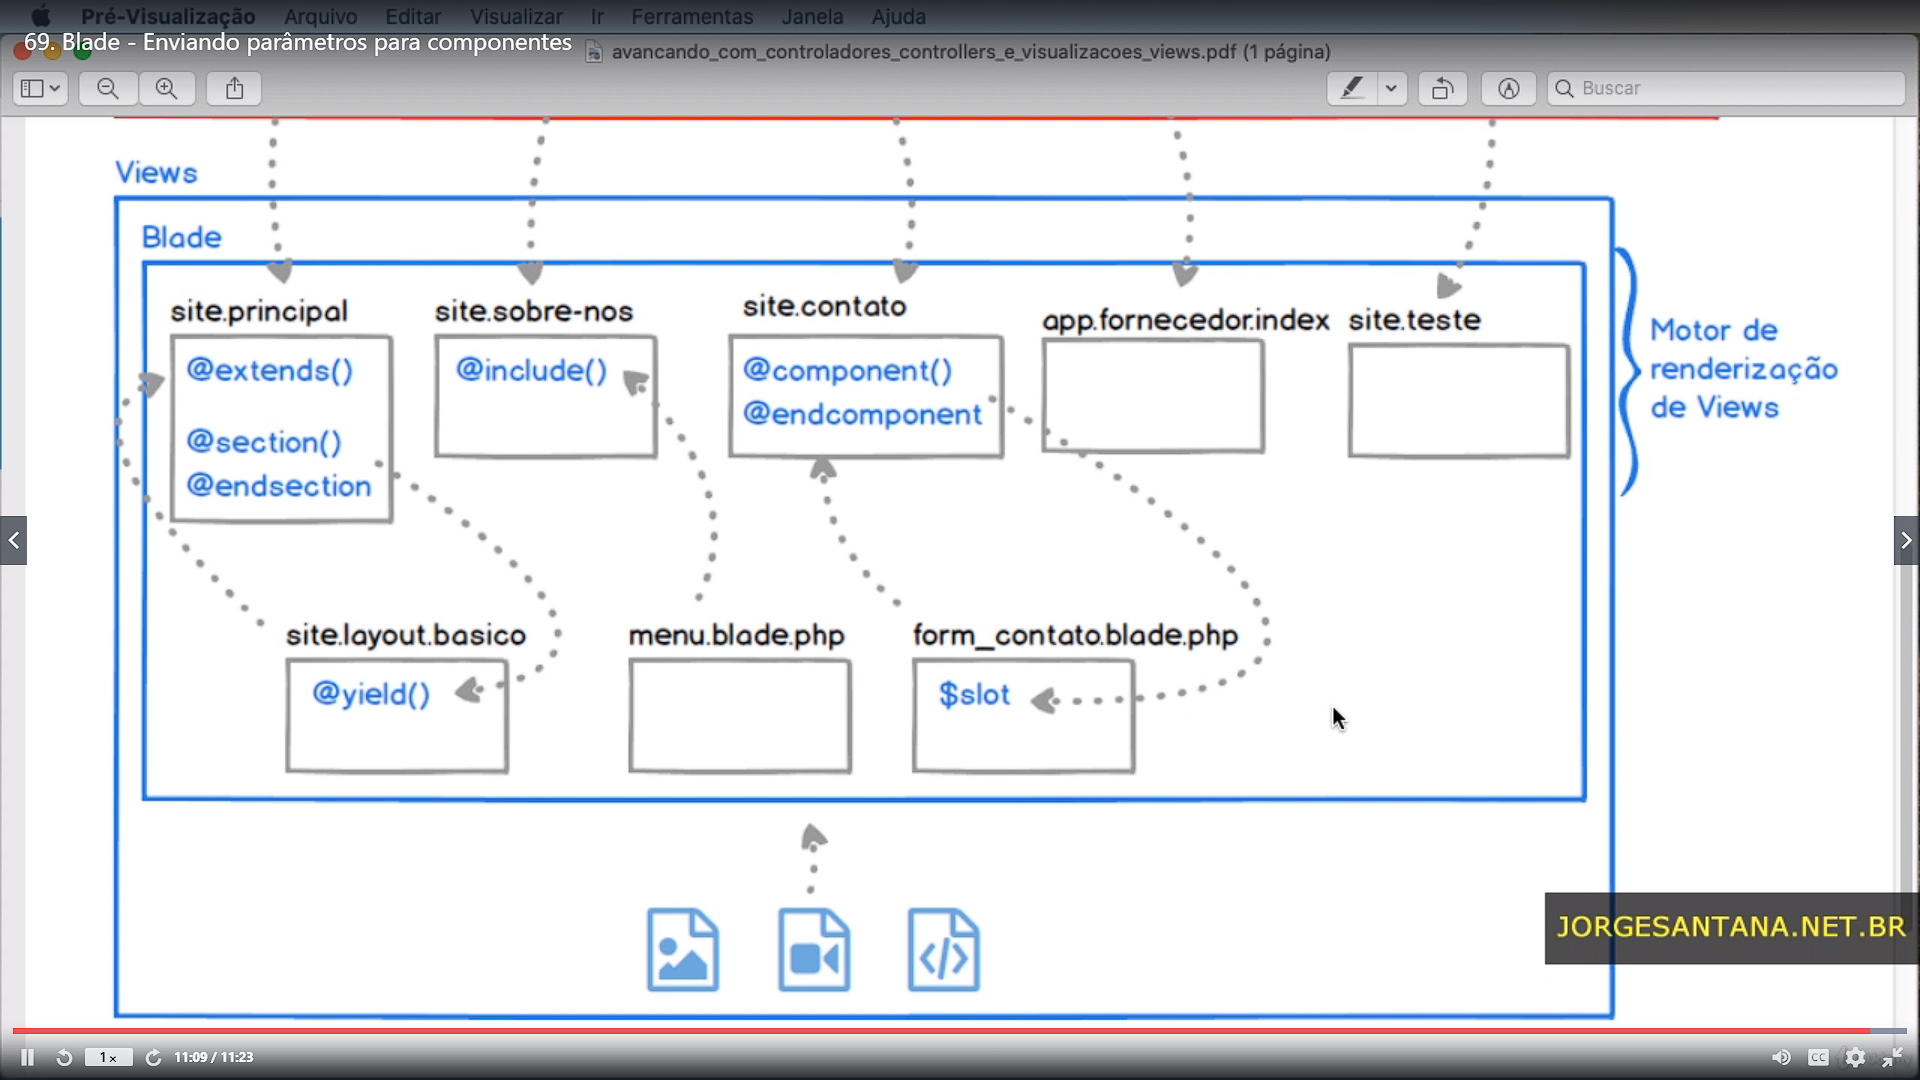 Pré-Visualização Arquivo Editar Visualizar Ir Ferramentas Janela Ajuda
69. Blade - Enviando parâmetros para componentes
avancando_com_controladores_controllers_e_visualizacoes_views.pdf (1 página)
Buscar
Views
Blade
site.principal
@extends()
@section()
@endsection
site.sobre-nos
@include()
site.contato
@component()
@endcomponent
app.fornecedor.index
site.teste
Motor de
renderização
de Views
site.layout.basico
@yield()
menu.blade.php
form_contato.blade.php
$slot
JORGESANTANA.NET.BR
1x
11:09 / 11:23
CC